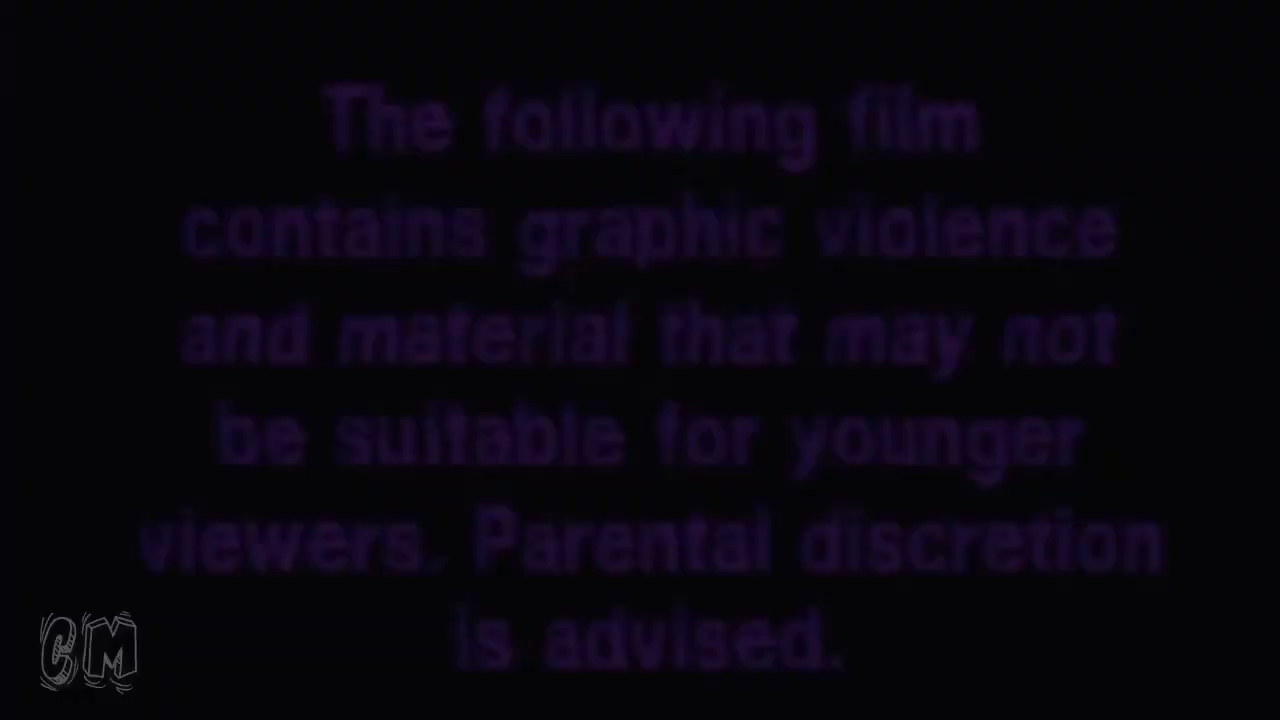 The following film
contains graphic violence
and material that may not
be suitable for younger
viewers. Parental discretion
is advised.
CM